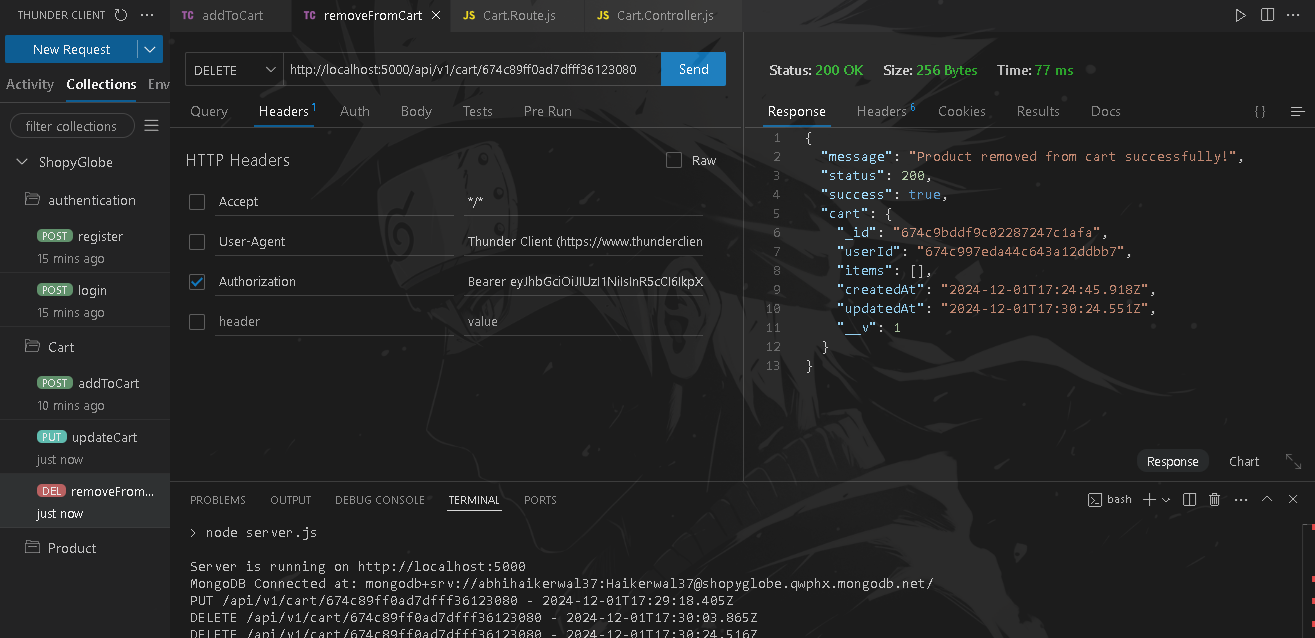 THUNDER CLIENT
New Request
Activity Collections Env
filter collections
ShopyGlobe
authentication
POST register
15 mins ago
POST login
15 mins ago
Cart
POST addToCart
10 mins ago
PUT updateCart
just now
DEL removeFrom...
just now
Product
TC addToCart
TC removeFromCart
JS Cart.Route.js
JS Cart.Controller.js
DELETE http://localhost:5000/api/v1/cart/674c89ff0ad7dfff36123080 Send
Query Headers 1 Auth Body Tests Pre Run
HTTP Headers Raw
Accept */*
User-Agent Thunder Client (https://www.thunderclien
Authorization Bearer eyJhbGciOiJIUzI1NiIsInR5cCI6IkpX
header value
Status: 200 OK Size: 256 Bytes Time: 77 ms
Response Headers 6 Cookies Results Docs {}
1 {
2 "message": "Product removed from cart successfully!",
3 "status": 200,
4 "success": true,
5 "cart": {
6 "_id": "674c9bddf9c02287247c1afa",
7 "userId": "674c997eda44c643a12ddbb7",
8 "items": [],
9 "createdAt": "2024-12-01T17:24:45.918Z",
10 "updatedAt": "2024-12-01T17:30:24.551Z",
11 "__v": 1
12 }
13 }
Response Chart
PROBLEMS OUTPUT DEBUG CONSOLE TERMINAL PORTS
bash
> node server.js
Server is running on http://localhost:5000
MongoDB Connected at: mongodb+srv://abhihaikerwal37:Haikerwal37@shopyglobe.qwphx.mongodb.net/
PUT /api/v1/cart/674c89ff0ad7dfff36123080 - 2024-12-01T17:29:18.405Z
DELETE /api/v1/cart/674c89ff0ad7dfff36123080 - 2024-12-01T17:30:03.865Z
DELETE /api/v1/cart/674c89ff0ad7dfff36123080 - 2024-12-01T17:30:24.516Z